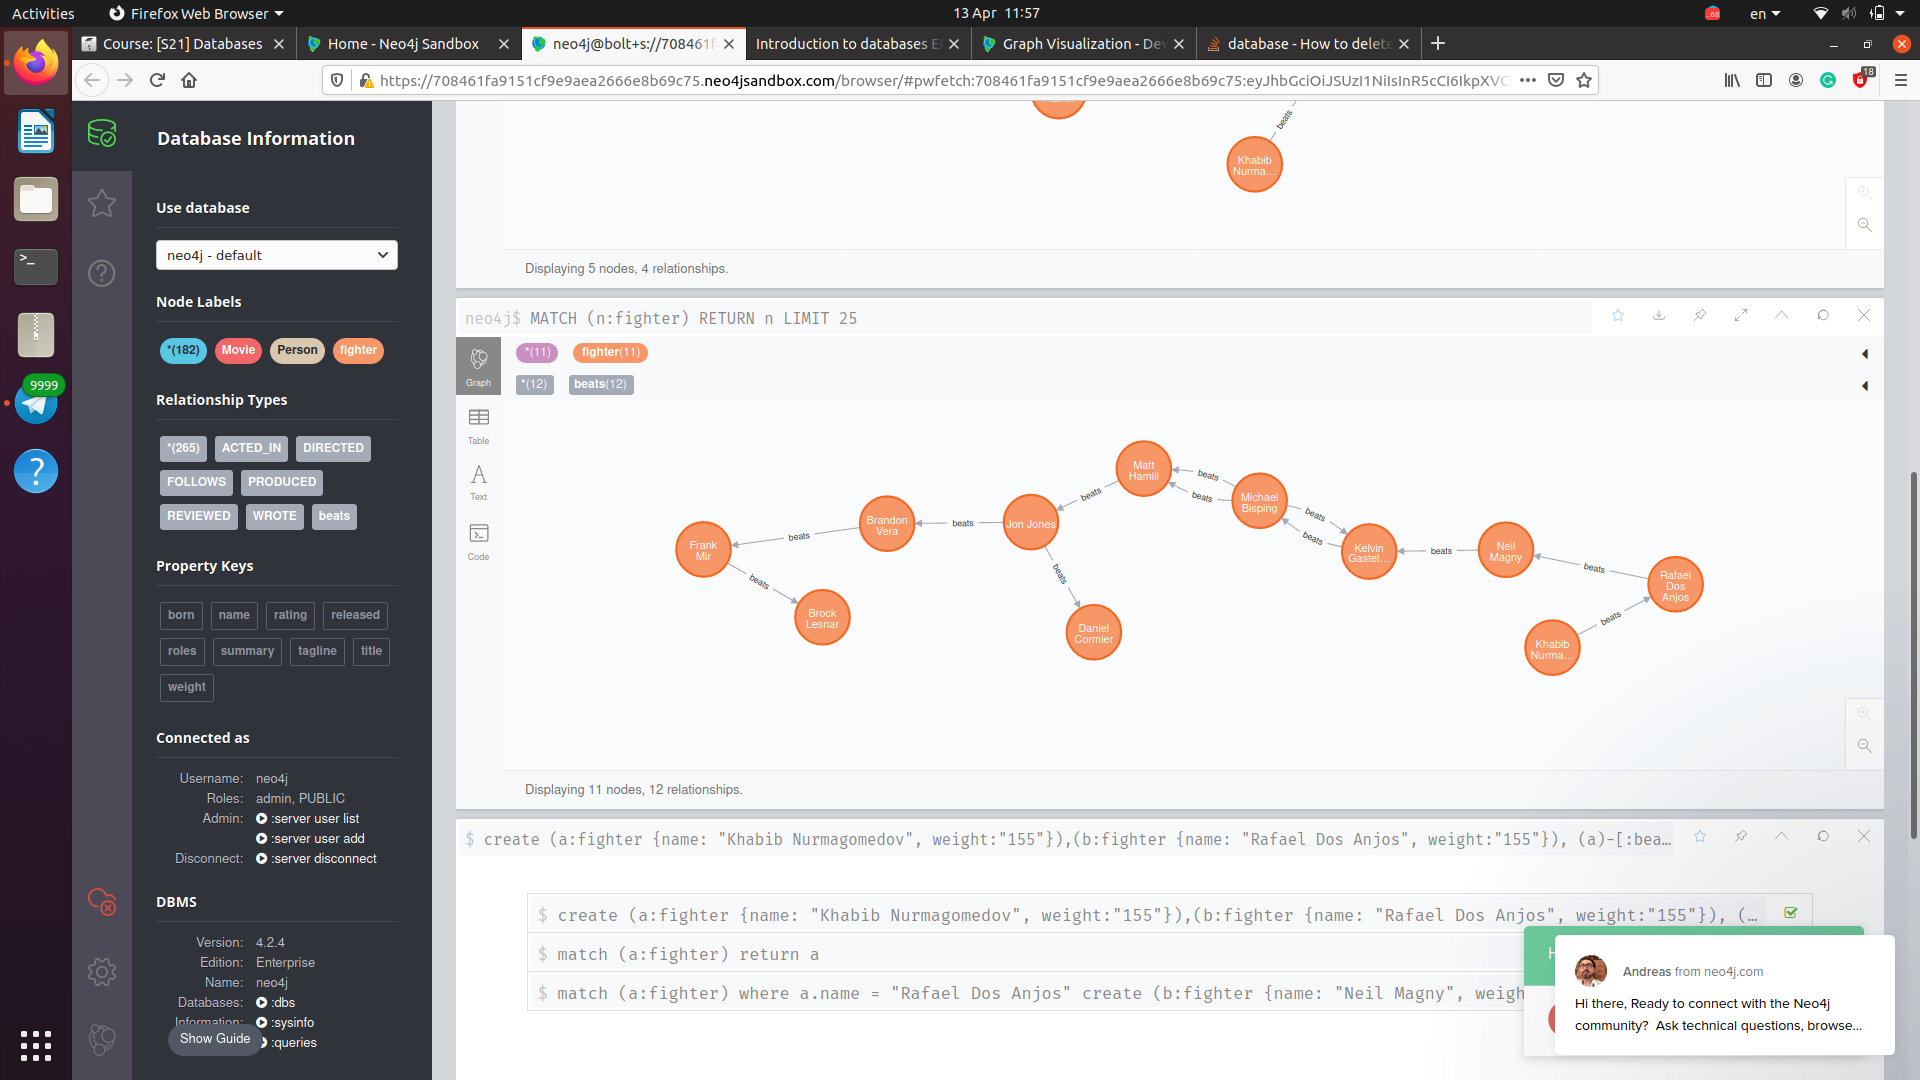 Activities
Firefox Web Browser
13 Apr 11:57
en
Course: [S21] Databases
Home - Neo4j Sandbox
neo4j@bolt+s://708461f
Introduction to databases
Graph Visualization - De
database - How to delete
https://708461fa9151cf9e9aea2666e8b69c75.neo4jsandbox.com/browser/#pwfetch:708461fa9151cf9e9aea2666e8b69c75:eyJhbGciOiJSUzI1NiIsInR5cCI6IkpXVC
18
9999
Database Information
Use database
neo4j - default
Node Labels
*(182)
Movie
Person
fighter
Relationship Types
*(265)
ACTED_IN
DIRECTED
FOLLOWS
PRODUCED
REVIEWED
WROTE
beats
Property Keys
born
name
rating
released
roles
summary
tagline
title
weight
Connected as
Username: neo4j
Roles: admin, PUBLIC
Admin: :server user list
:server user add
Disconnect: :server disconnect
DBMS
Version: 4.2.4
Edition: Enterprise
Name: neo4j
Databases: :dbs
Information: :sysinfo
:queries
Show Guide
beats
Khabib
Nurma...
Displaying 5 nodes, 4 relationships.
neo4j$ MATCH (n:fighter) RETURN n LIMIT 25
Graph
Table
Text
Code
*(11)
fighter(11)
*(12)
beats(12)
Frank
Mir
beats
Brandon
Vera
beats
Jon Jones
beats
Matt
Hamill
beats
beats
Michael
Bisping
beats
beats
Kelvin
Gastel...
beats
Neil
Magny
beats
Rafael
Dos
Anjos
beats
Khabib
Nurma...
beats
Brock
Lesnar
beats
Daniel
Cormier
Displaying 11 nodes, 12 relationships.
$ create (a:fighter {name: "Khabib Nurmagomedov", weight:"155"}),(b:fighter {name: "Rafael Dos Anjos", weight:"155"}), (a)-[:bea...
$ create (a:fighter {name: "Khabib Nurmagomedov", weight:"155"}),(b:fighter {name: "Rafael Dos Anjos", weight:"155"}), (...
$ match (a:fighter) return a
$ match (a:fighter) where a.name = "Rafael Dos Anjos" create (b:fighter {name: "Neil Magny", weigh
Andreas from neo4j.com
Hi there, Ready to connect with the Neo4j
community? Ask technical questions, browse...